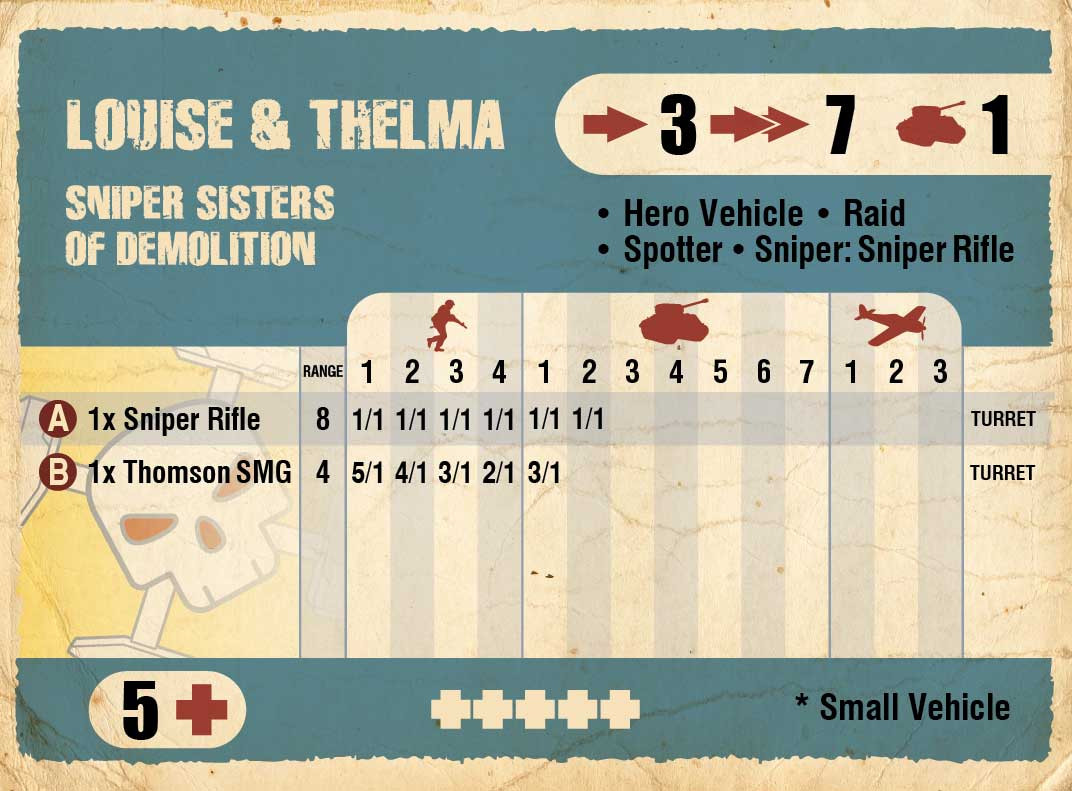 LOUISE & THELMA
3 7 1
SNIPER SISTERS
OF DEMOLITION
• Hero Vehicle • Raid
• Spotter • Sniper: Sniper Rifle
RANGE 1 2 3 4 1 2 3 4 5 6 7 1 2 3
A 1x Sniper Rifle 8 1/1 1/1 1/1 1/1 1/1 1/1 TURRET
B 1x Thomson SMG 4 5/1 4/1 3/1 2/1 3/1 TURRET
5
* Small Vehicle